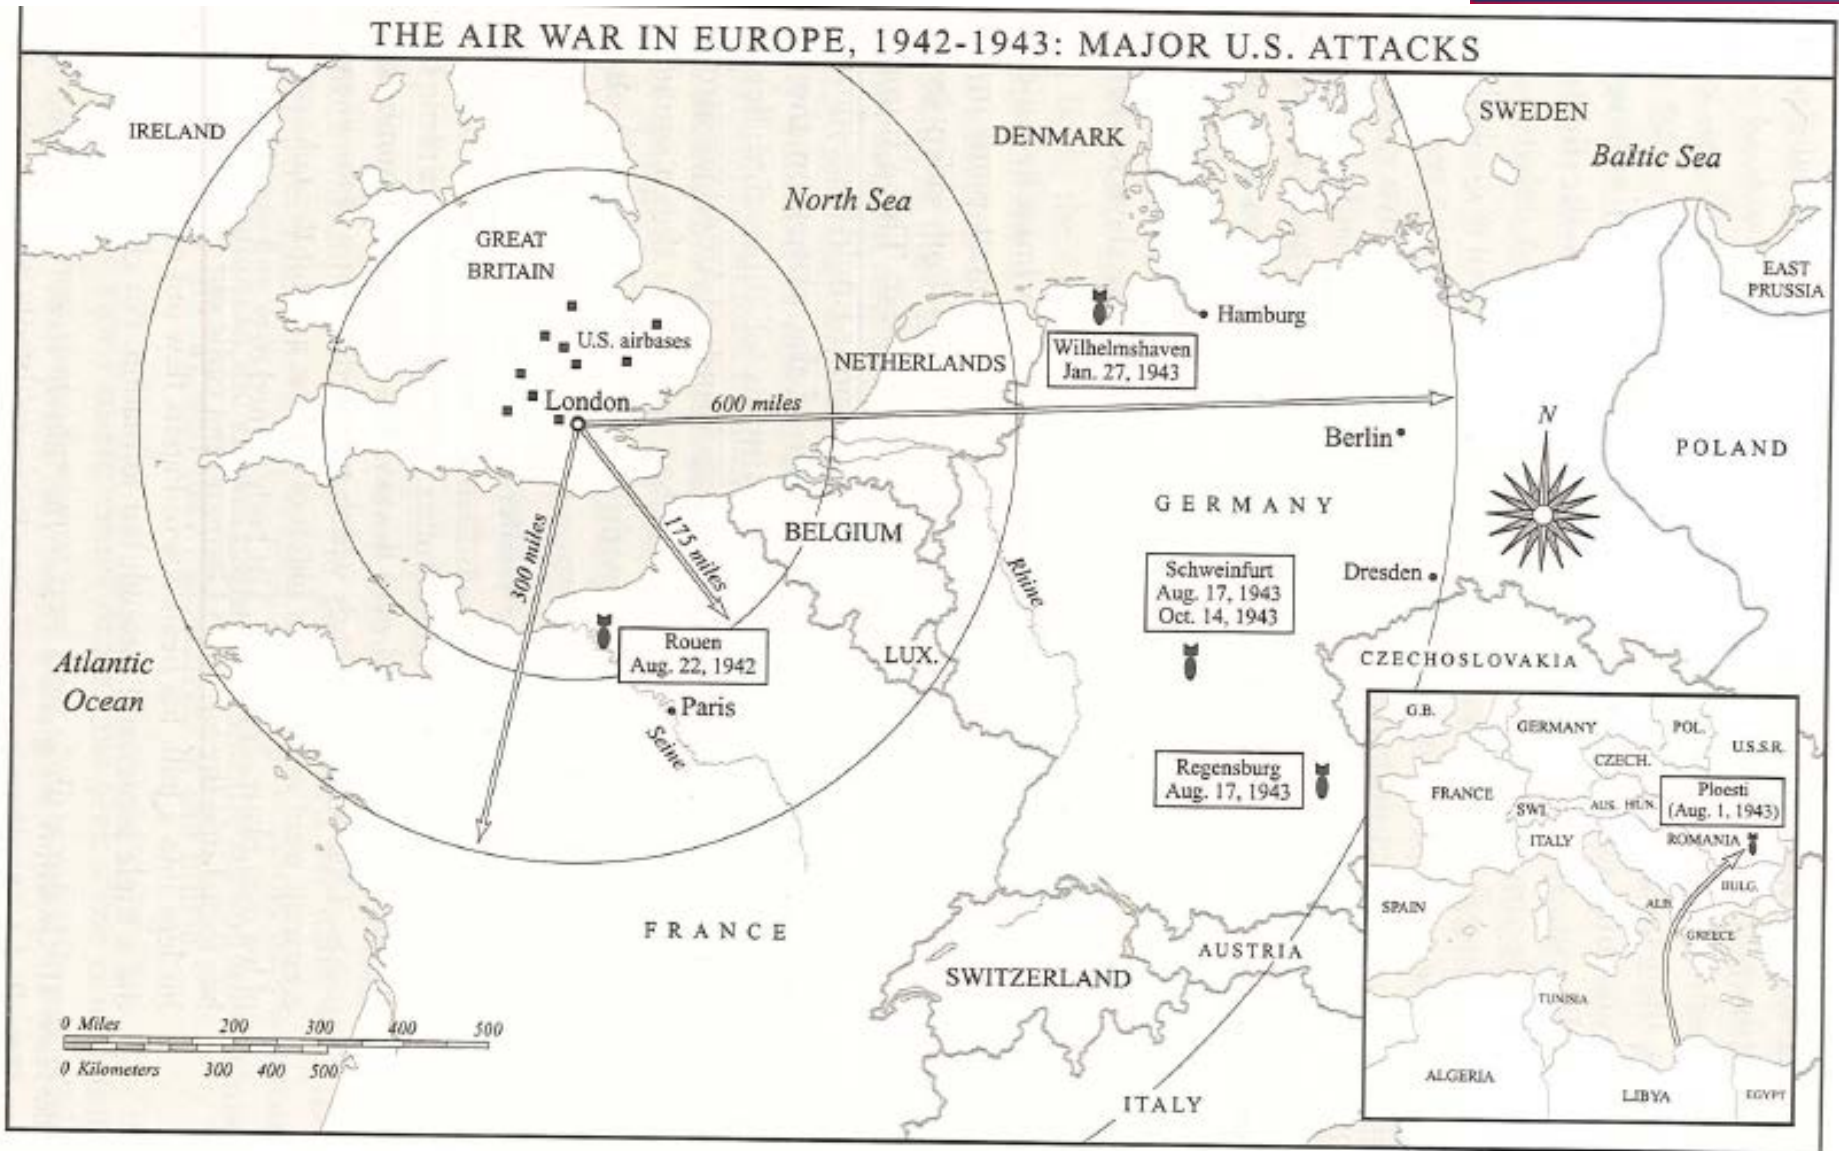 THE AIR WAR IN EUROPE, 1942-1943: MAJOR U.S. ATTACKS
IRELAND
DENMARK
SWEDEN
Baltic Sea
North Sea
GREAT
BRITAIN
EAST
PRUSSIA
U.S. airbases
Hamburg
Wilhelmshaven
Jan. 27, 1943
NETHERLANDS
London
600 miles
N
Berlin
POLAND
GERMANY
BELGIUM
175 miles
300 miles
Rhine
Schweinfurt
Aug. 17, 1943
Oct. 14, 1943
Dresden
Rouen
Aug. 22, 1942
LUX.
CZECHOSLOVAKIA
Atlantic
Ocean
Paris
Seine
Regensburg
Aug. 17, 1943
FRANCE
SWITZERLAND
AUSTRIA
ITALY
0 Miles 200 300 400 500
0 Kilometers 300 400 500
G.B.
GERMANY
POL.
U.S.S.R.
CZECH.
FRANCE
Ploesti
(Aug. 1, 1943)
SWI.
AUS.
HUN.
ITALY
ROMANIA
BULG.
SPAIN
ALB.
GREECE
TUNISIA
ALGERIA
LIBYA
EGYPT